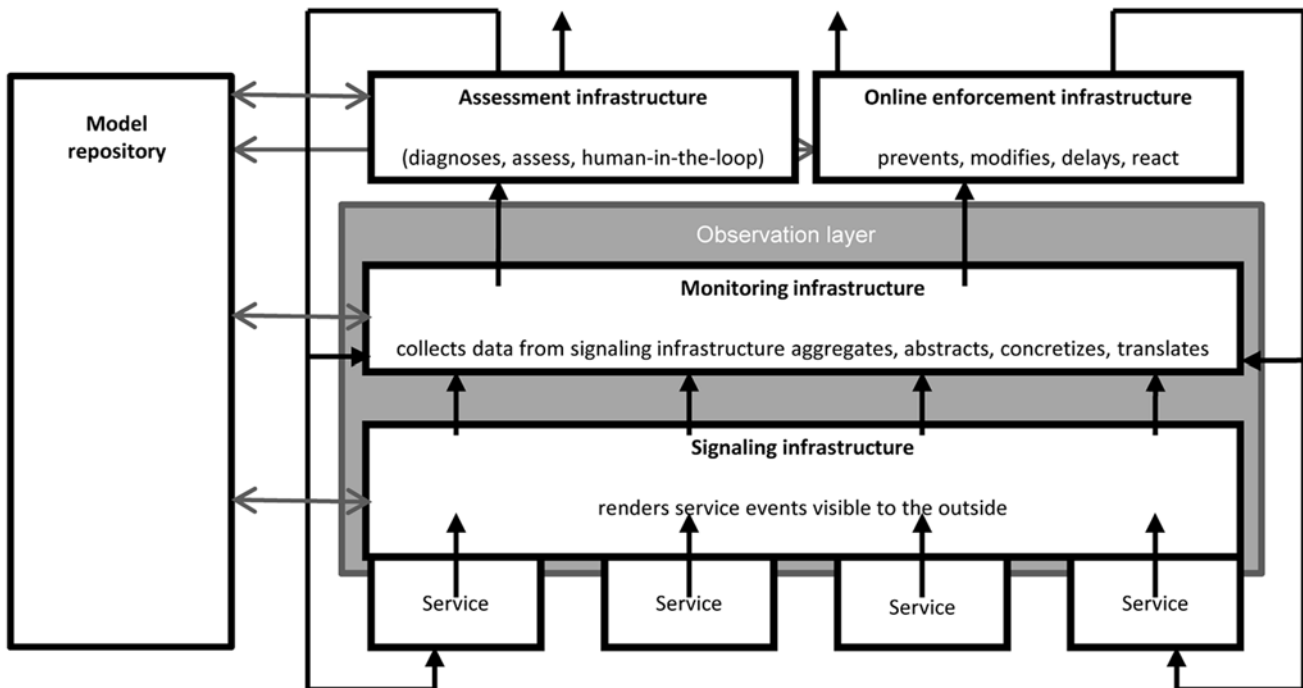 Model
repository
Assessment infrastructure
(diagnoses, assess, human-in-the-loop)
Online enforcement infrastructure
prevents, modifies, delays, react
Observation layer
Monitoring infrastructure
collects data from signaling infrastructure aggregates, abstracts, concretizes, translates
Signaling infrastructure
renders service events visible to the outside
Service
Service
Service
Service